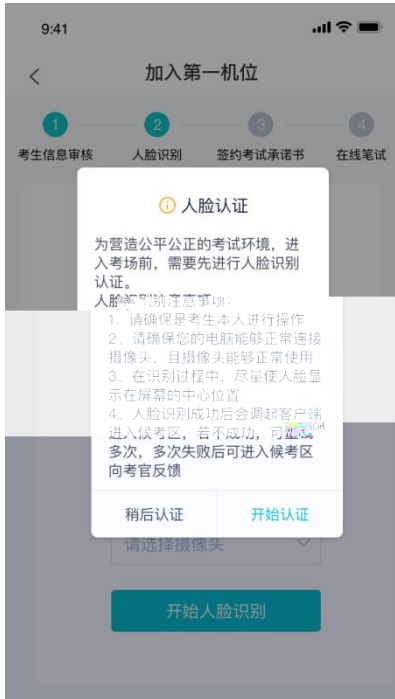 9:41
加入第一机位
1 2 3 4
考生信息审核 人脸识别 签约考试承诺书 在线笔试
人脸认证
为营造公平公正的考试环境，进
入考场前，需要先进行人脸识别
认证。
人脸识别注意事项：
1、请确保是考生本人进行操作
2、请确保您的电脑能够正常连接
摄像头，且摄像头能够正常使用
3、在识别过程中，尽量使人脸显
示在屏幕的中心位置
4、人脸识别成功后会调起客户端
进入候考区，若不成功，可
多次，多次失败后可进入候考区
向考官反馈
稍后认证 开始认证
请选择摄像头
开始人脸识别